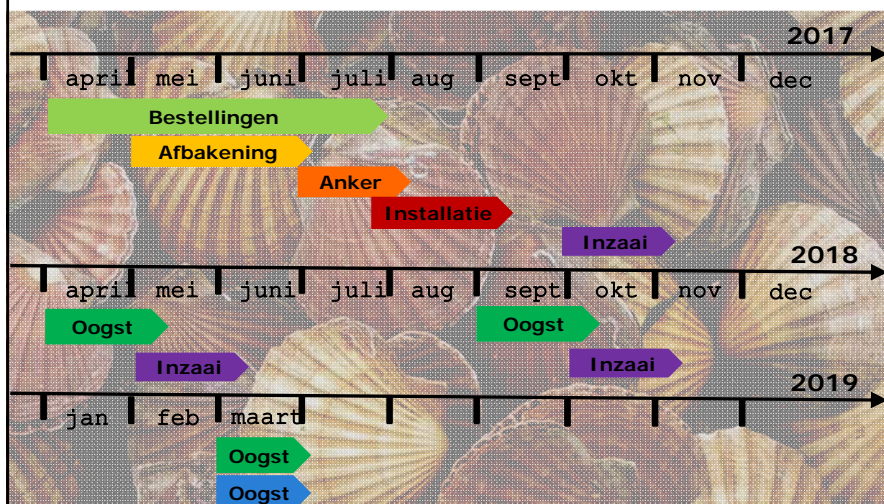 2017
april mei juni juli aug sept okt nov dec
Bestellingen
Afbakening
Anker
Installatie
Inzaai
2018
april mei juni juli aug sept okt nov dec
Oogst Oogst
Inzaai Inzaai
2019
jan feb maart
Oogst
Oogst